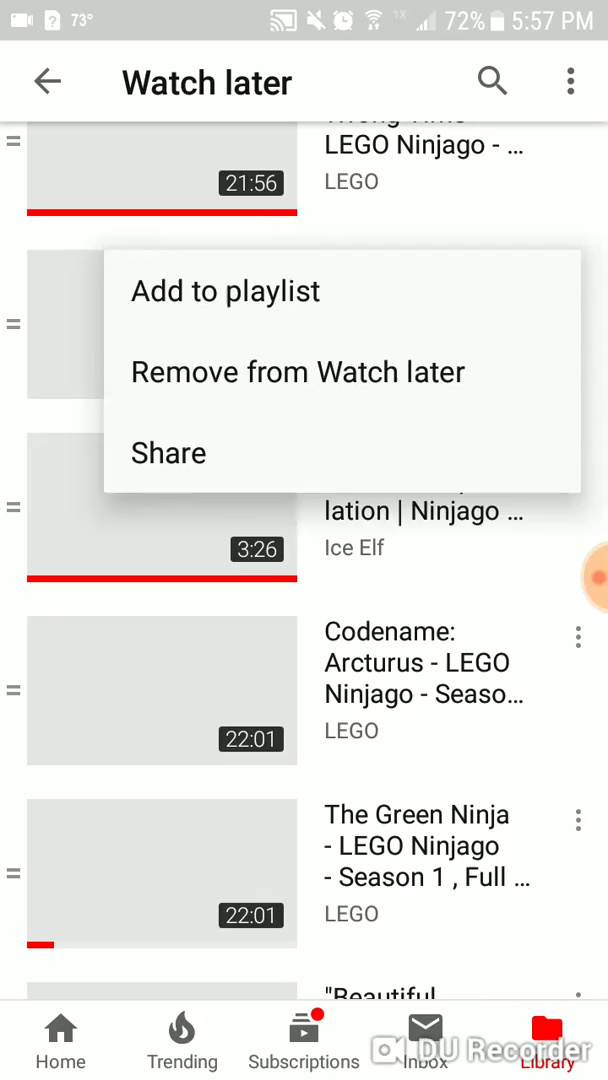 73° 1X 72% 5:57 PM
Watch later
LEGO Ninjago - ...
21:56
LEGO
Add to playlist
Remove from Watch later
Share
lation | Ninjago ...
3:26
Ice Elf
Codename:
Arcturus - LEGO
Ninjago - Seaso...
22:01
LEGO
The Green Ninja
- LEGO Ninjago
- Season 1 , Full ...
22:01
LEGO
"Beautiful
DU Recorder
Home Trending Subscriptions Inbox Library